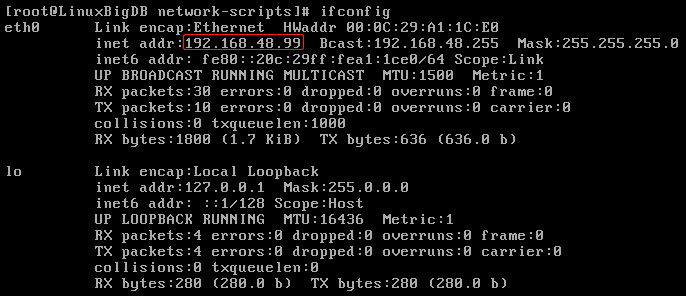 [root@LinuxBigDB network-scripts]# ifconfig
eth0      Link encap:Ethernet  HWaddr 00:0C:29:A1:1C:E0
          inet addr:192.168.48.99  Bcast:192.168.48.255  Mask:255.255.255.0
          inet6 addr: fe80::20c:29ff:fea1:1ce0/64 Scope:Link
          UP BROADCAST RUNNING MULTICAST  MTU:1500  Metric:1
          RX packets:30 errors:0 dropped:0 overruns:0 frame:0
          TX packets:10 errors:0 dropped:0 overruns:0 carrier:0
          collisions:0 txqueuelen:1000
          RX bytes:1800 (1.7 KiB)  TX bytes:636 (636.0 b)
lo        Link encap:Local Loopback
          inet addr:127.0.0.1  Mask:255.0.0.0
          inet6 addr: ::1/128 Scope:Host
          UP LOOPBACK RUNNING  MTU:16436  Metric:1
          RX packets:4 errors:0 dropped:0 overruns:0 frame:0
          TX packets:4 errors:0 dropped:0 overruns:0 carrier:0
          collisions:0 txqueuelen:0
          RX bytes:280 (280.0 b)  TX bytes:280 (280.0 b)